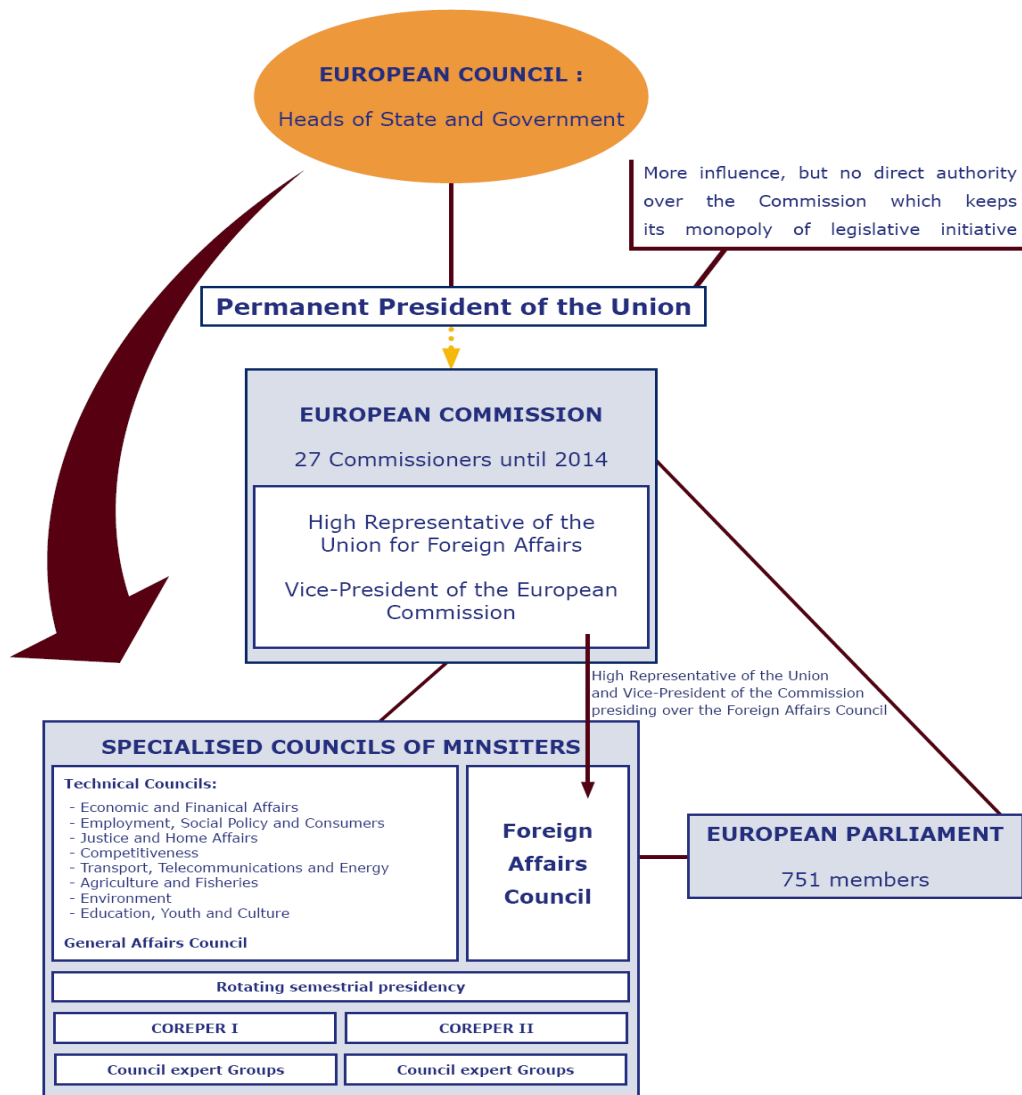 EUROPEAN COUNCIL :
Heads of State and Government
More influence, but no direct authority
over the Commission which keeps
its monopoly of legislative initiative
Permanent President of the Union
EUROPEAN COMMISSION
27 Commissioners until 2014
High Representative of the
Union for Foreign Affairs
Vice-President of the European
Commission
High Representative of the Union
and Vice-President of the Commission
presiding over the Foreign Affairs Council
SPECIALISED COUNCILS OF MINSITERS
Technical Councils:
- Economic and Finanical Affairs
- Employment, Social Policy and Consumers
- Justice and Home Affairs
- Competitiveness
- Transport, Telecommunications and Energy
- Agriculture and Fisheries
- Environment
- Education, Youth and Culture
General Affairs Council
Foreign
Affairs
Council
EUROPEAN PARLIAMENT
751 members
Rotating semestrial presidency
COREPER I
COREPER II
Council expert Groups
Council expert Groups